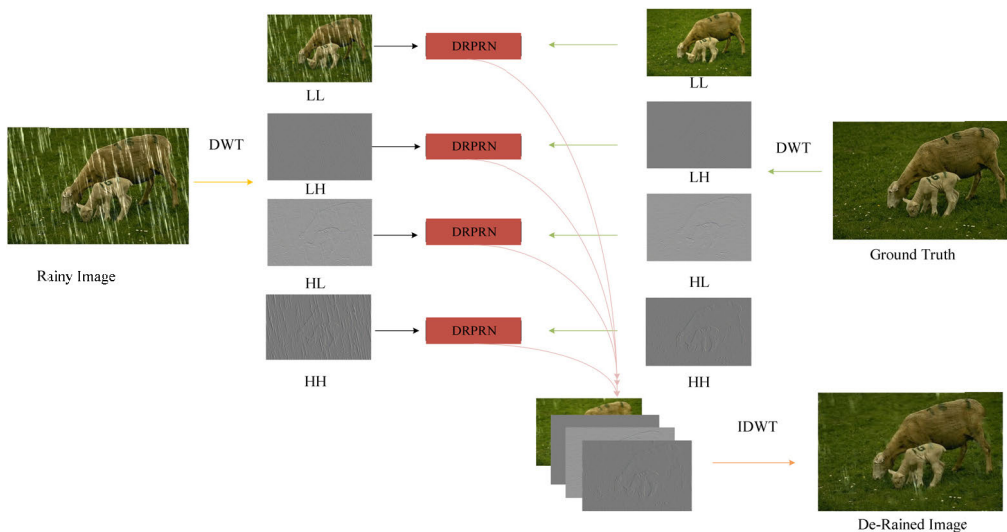 DRPRN
LL
LL
DWT
DRPRN
DWT
LH
LH
DRPRN
Rainy Image
HL
HL
Ground Truth
DRPRN
HH
HH
IDWT
De-Rained Image